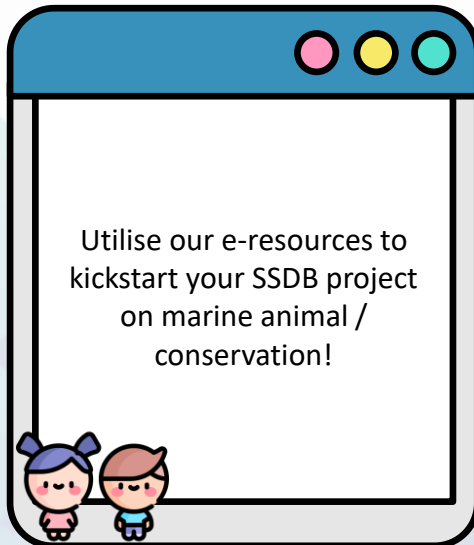 Utilise our e-resources to
kickstart your SSDB project
on marine animal /
conservation!